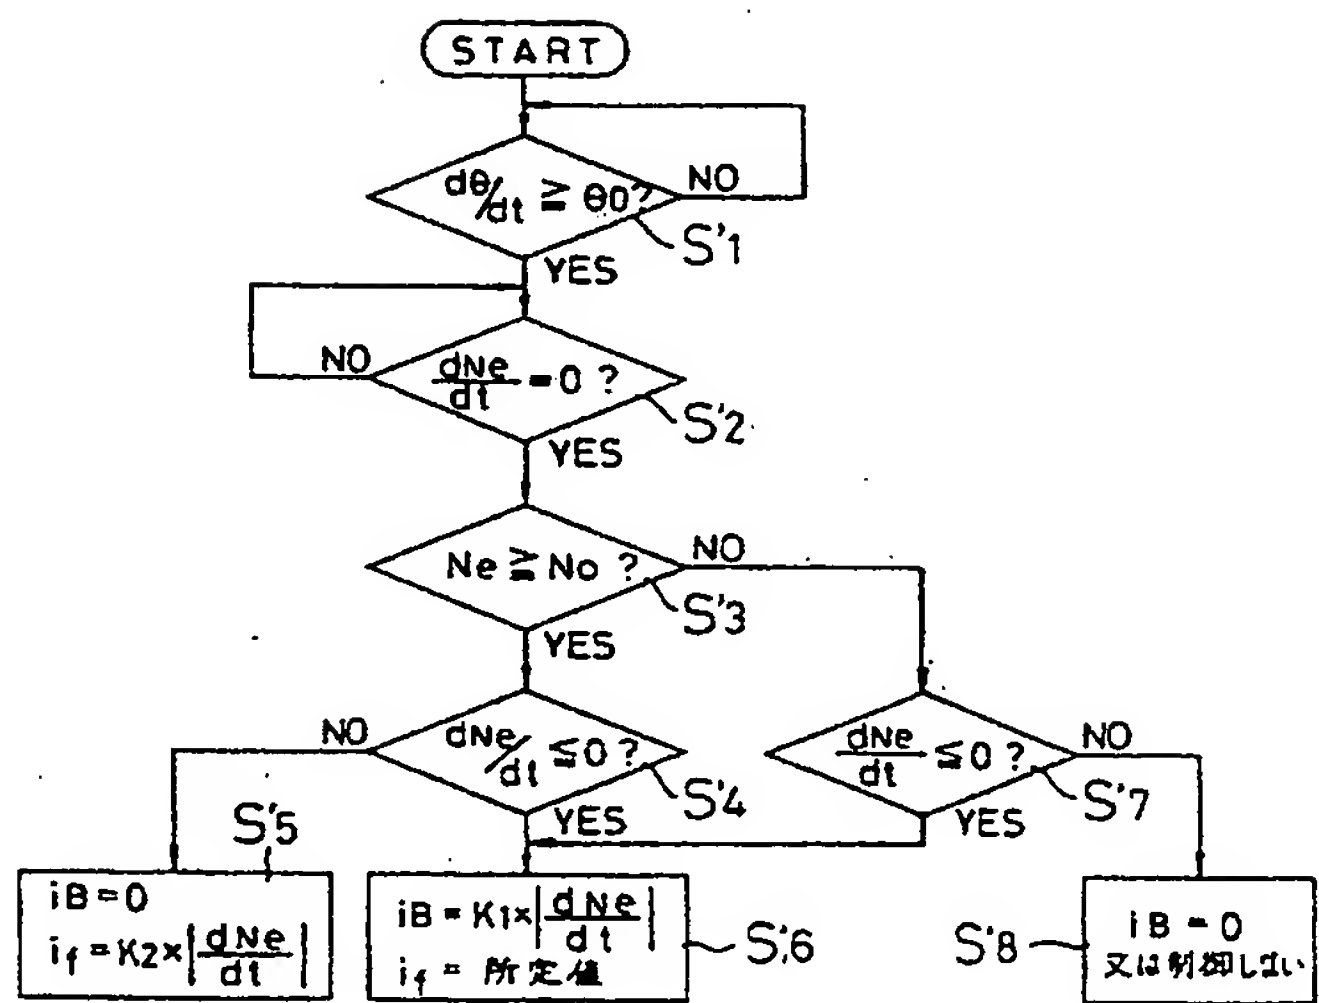 START
dθ/dt ≧ θ0?
NO
S'1
YES
NO
dNe/dt = 0 ?
S'2
YES
Ne ≧ No ?
NO
S'3
YES
NO
dNe/dt ≦ 0 ?
S'4
YES
dNe/dt ≦ 0 ?
NO
S'7
YES
S'5
iB = 0
if = K2×|dNe/dt|
iB = K1×|dNe/dt|
if = 所定値
S'6
S'8
iB = 0
又は制御しない